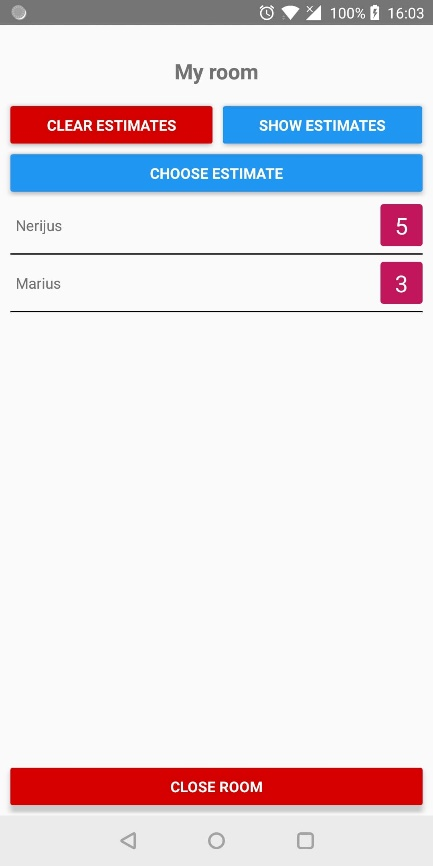 100% 16:03
My room
CLEAR ESTIMATES SHOW ESTIMATES
CHOOSE ESTIMATE
Nerijus 5
Marius 3
CLOSE ROOM